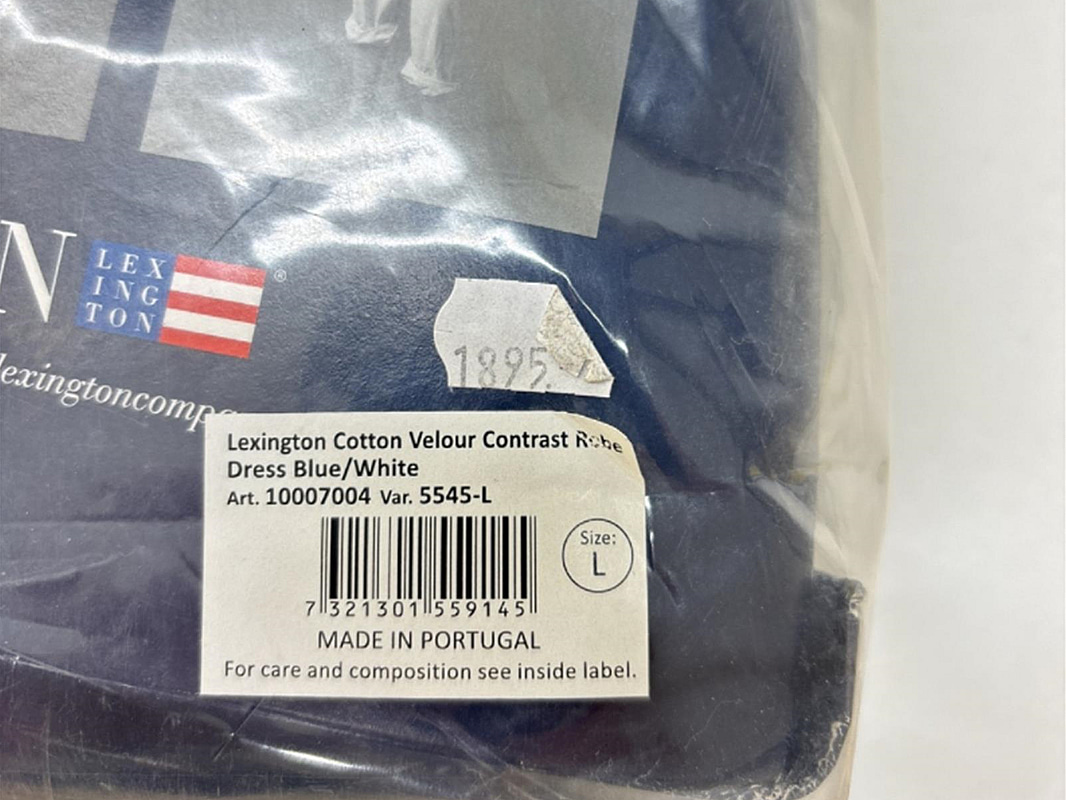 N
LEX
ING
TON
®
lexingtoncompa
1895.
Lexington Cotton Velour Contrast Robe
Dress Blue/White
Art. 10007004 Var. 5545-L
Size:
L
7 321301 559145
MADE IN PORTUGAL
For care and composition see inside label.